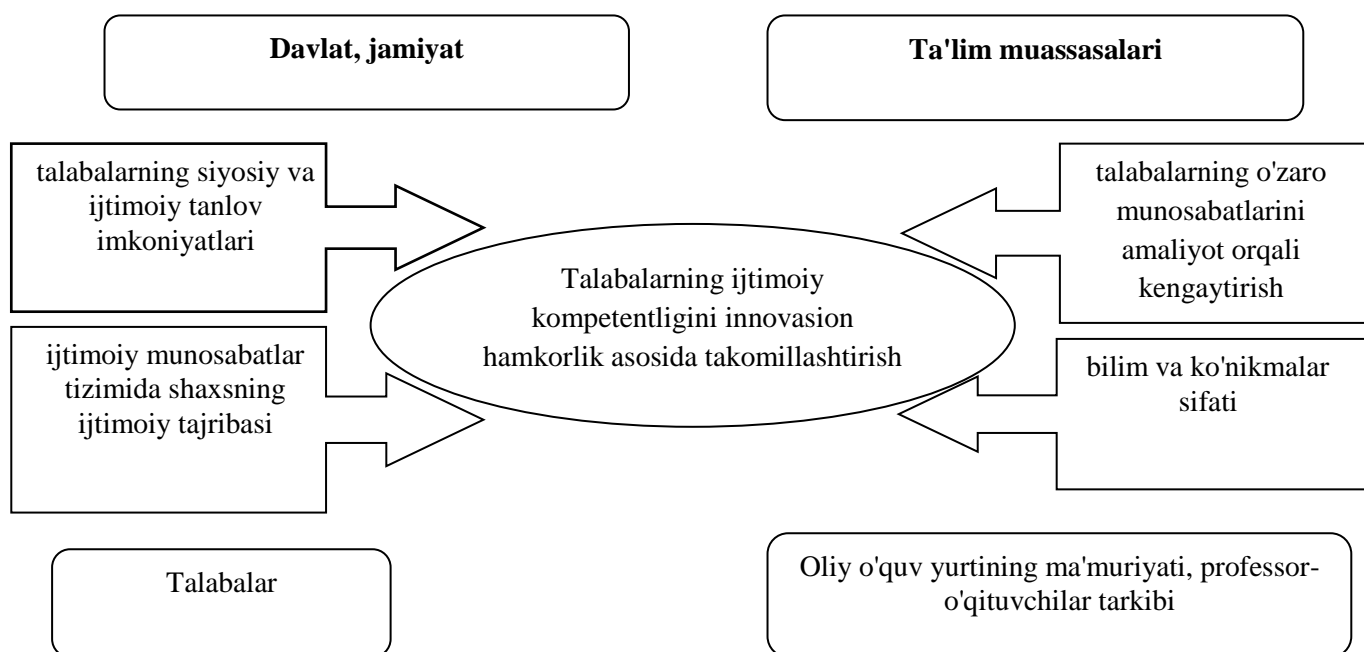 Davlat, jamiyat
Ta'lim muassasalari
talabalarning siyosiy va
ijtimoiy tanlov
imkoniyatlari
talabalarning o'zaro
munosabatlarini
amaliyot orqali
kengaytirish
Talabalarning ijtimoiy
kompetentligini innovasion
hamkorlik asosida takomillashtirish
ijtimoiy munosabatlar
tizimida shaxsning
ijtimoiy tajribasi
bilim va ko'nikmalar
sifati
Talabalar
Oliy o'quv yurtining ma'muriyati, professor-
o'qituvchilar tarkibi